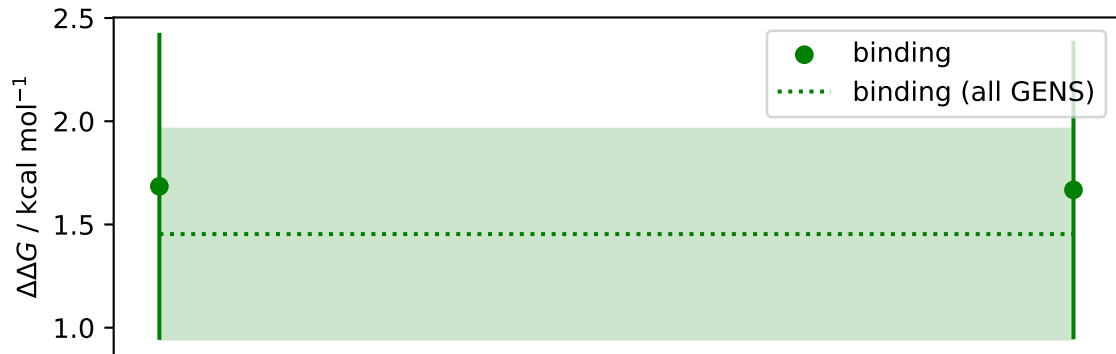 2.5
2.0
1.5
1.0
ΔΔG / kcal mol⁻¹
binding
binding (all GENS)